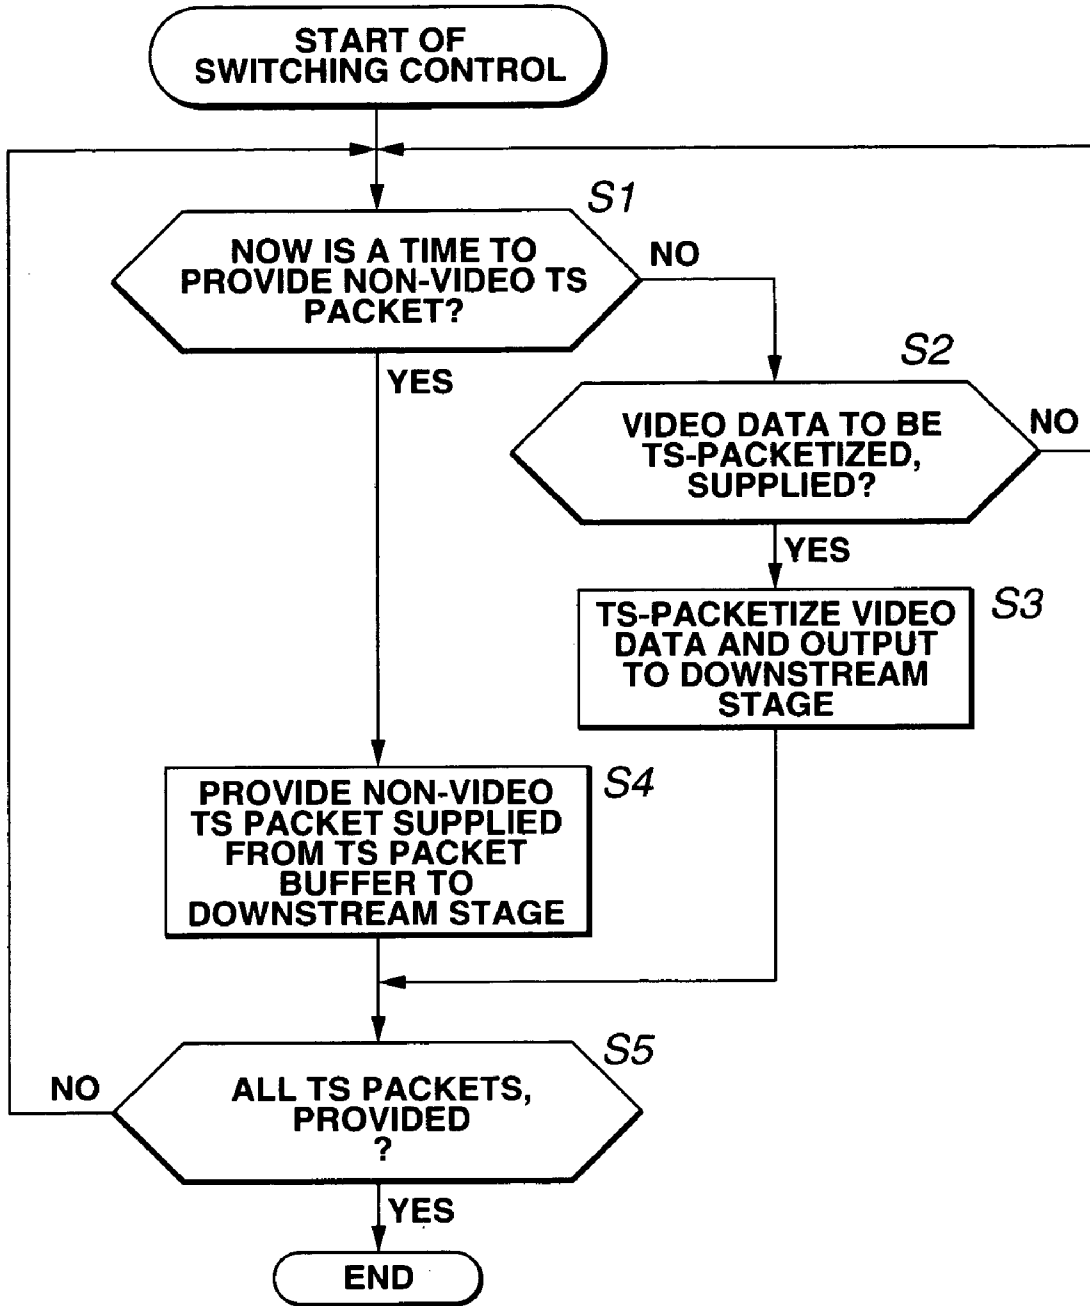 START OF
SWITCHING CONTROL
S1
NOW IS A TIME TO
PROVIDE NON-VIDEO TS
PACKET?
NO
YES
S2
VIDEO DATA TO BE
TS-PACKETIZED,
SUPPLIED?
NO
YES
S3
TS-PACKETIZE VIDEO
DATA AND OUTPUT
TO DOWNSTREAM
STAGE
S4
PROVIDE NON-VIDEO
TS PACKET SUPPLIED
FROM TS PACKET
BUFFER TO
DOWNSTREAM STAGE
S5
NO
ALL TS PACKETS,
PROVIDED
?
YES
END